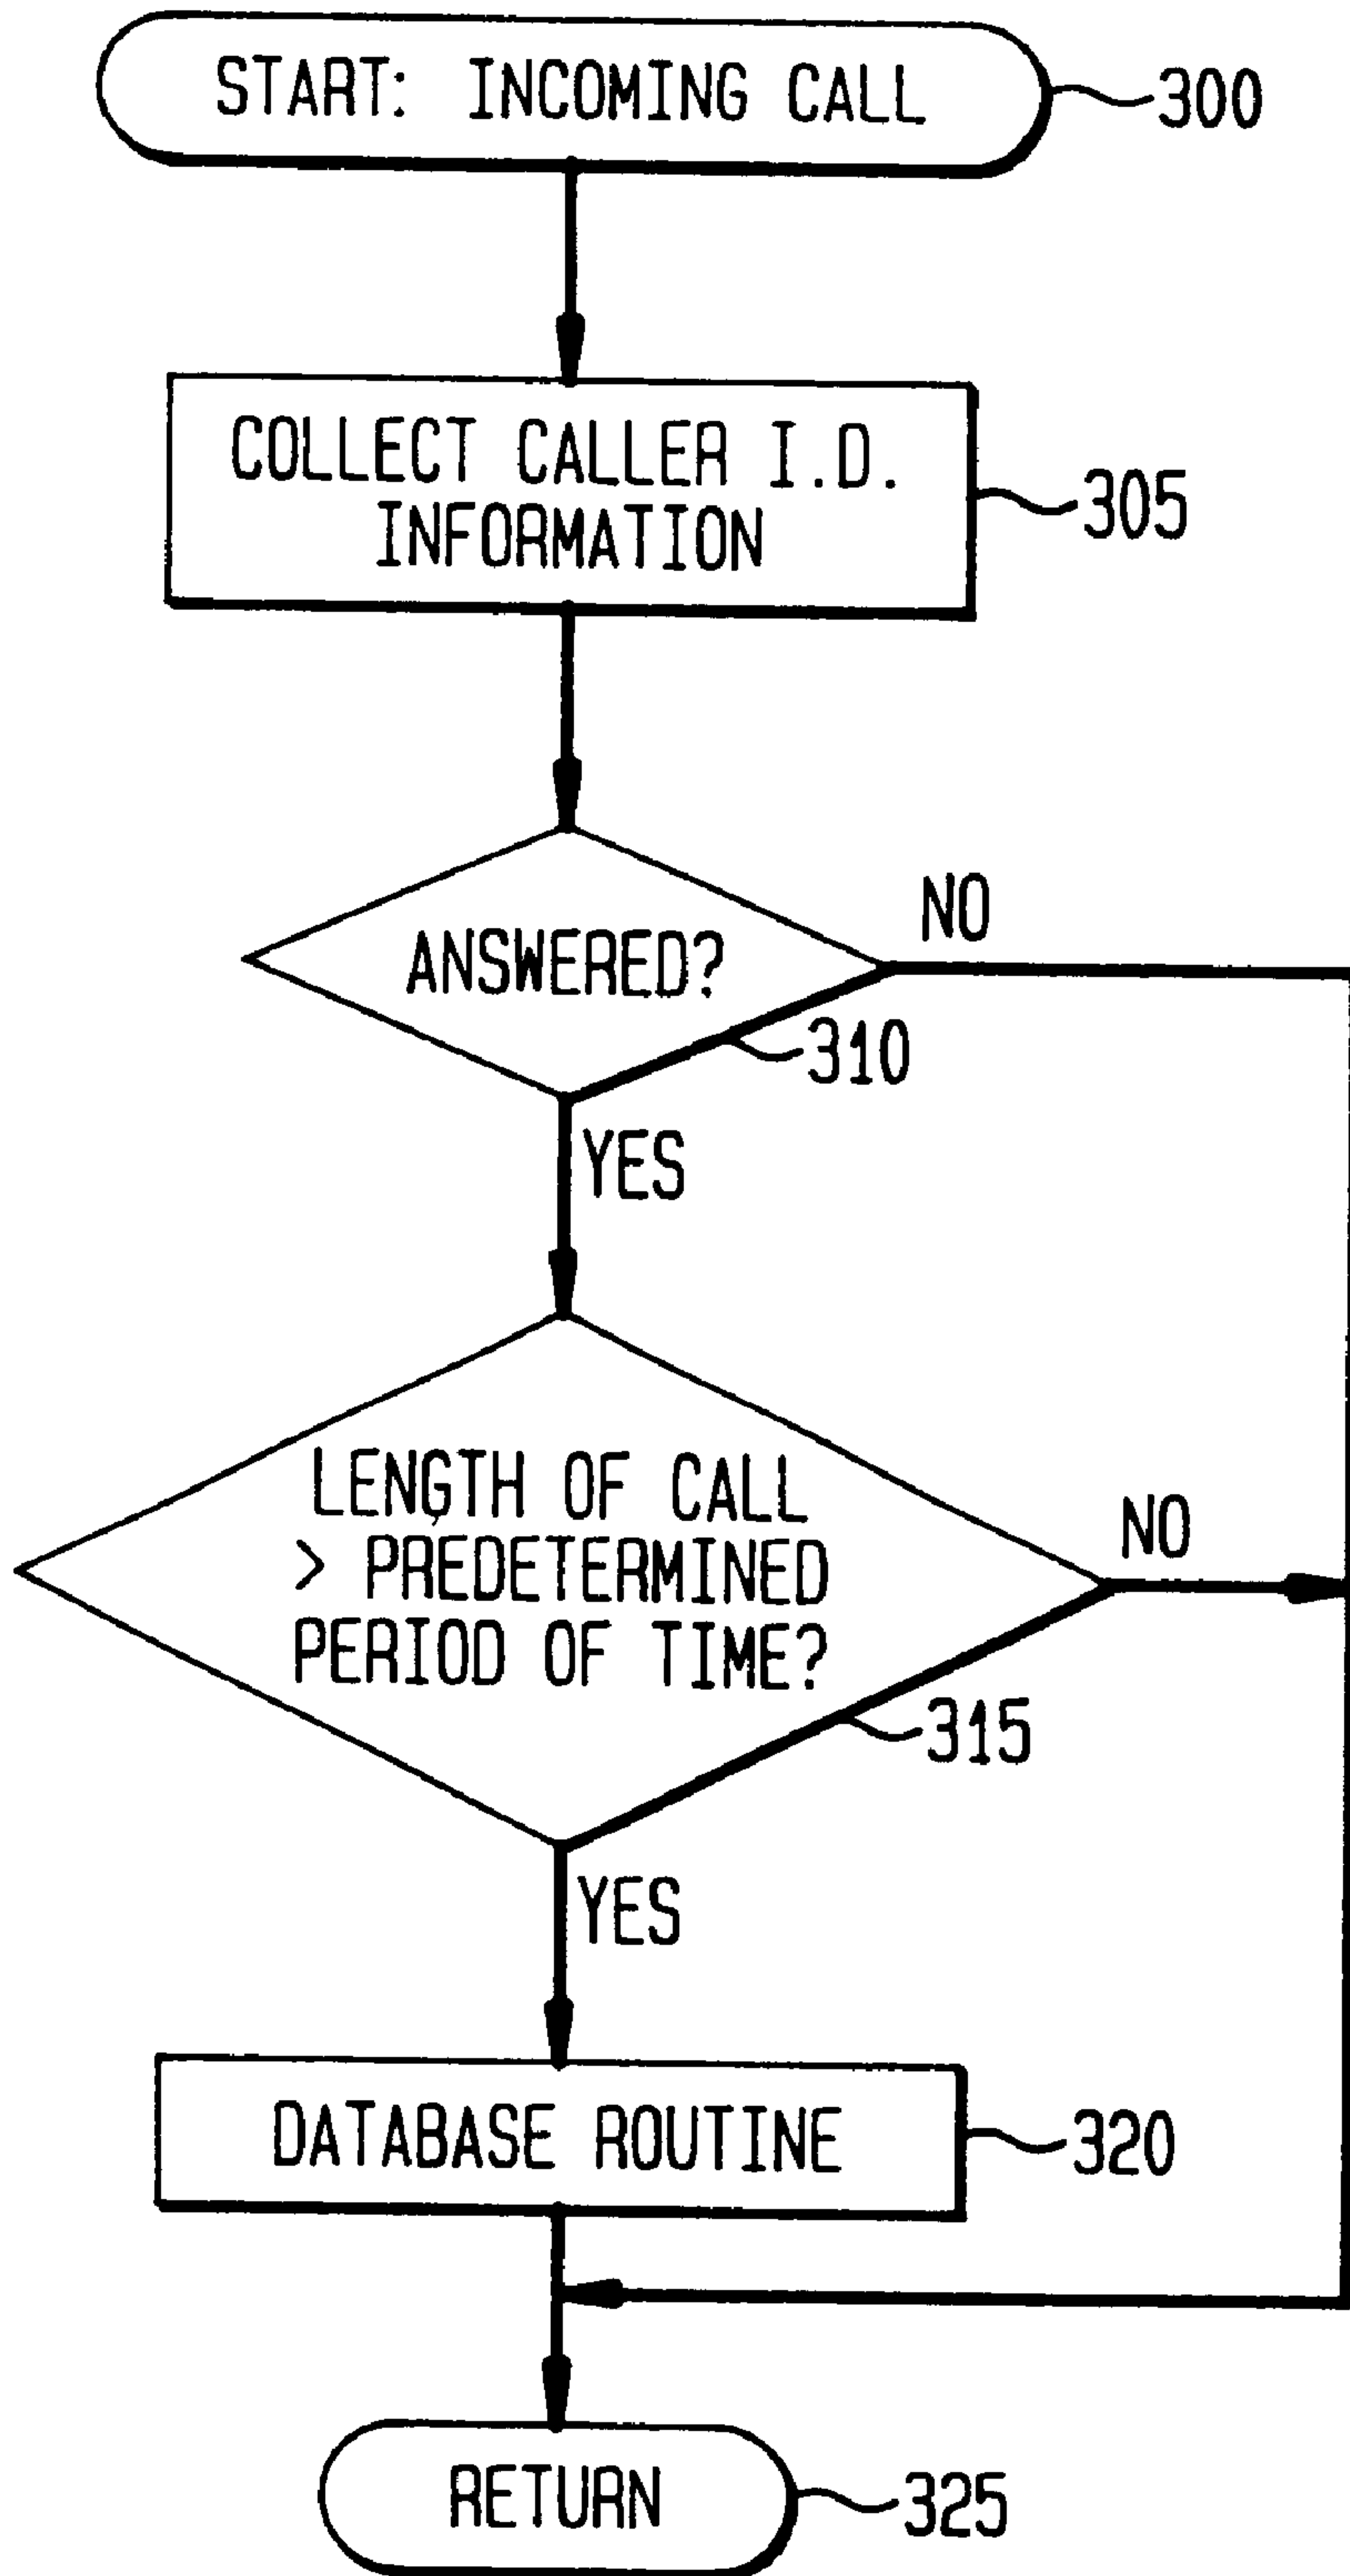 START: INCOMING CALL
300
COLLECT CALLER I.D.
INFORMATION
305
ANSWERED?
NO
310
YES
LENGTH OF CALL
> PREDETERMINED
PERIOD OF TIME?
NO
315
YES
DATABASE ROUTINE
320
RETURN
325